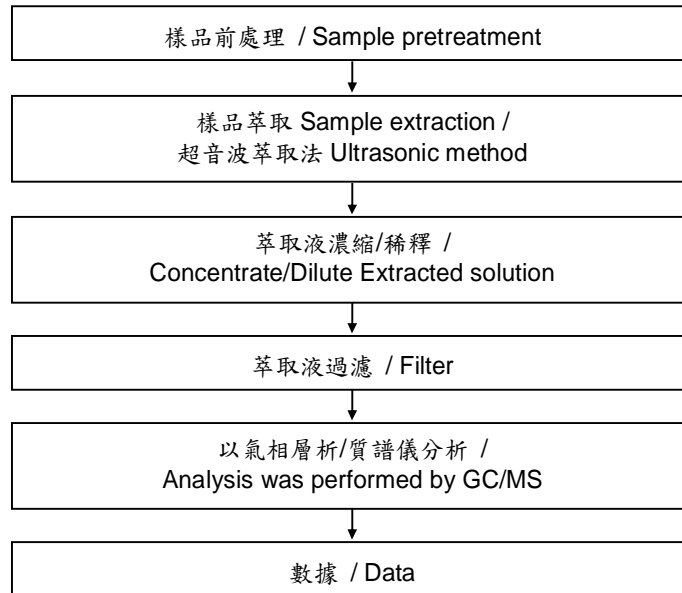 樣品前處理 / Sample pretreatment
樣品萃取 Sample extraction /
超音波萃取法 Ultrasonic method
萃取液濃縮/稀釋 /
Concentrate/Dilute Extracted solution
萃取液過濾 / Filter
以氣相層析/質譜儀分析 /
Analysis was performed by GC/MS
數據 / Data